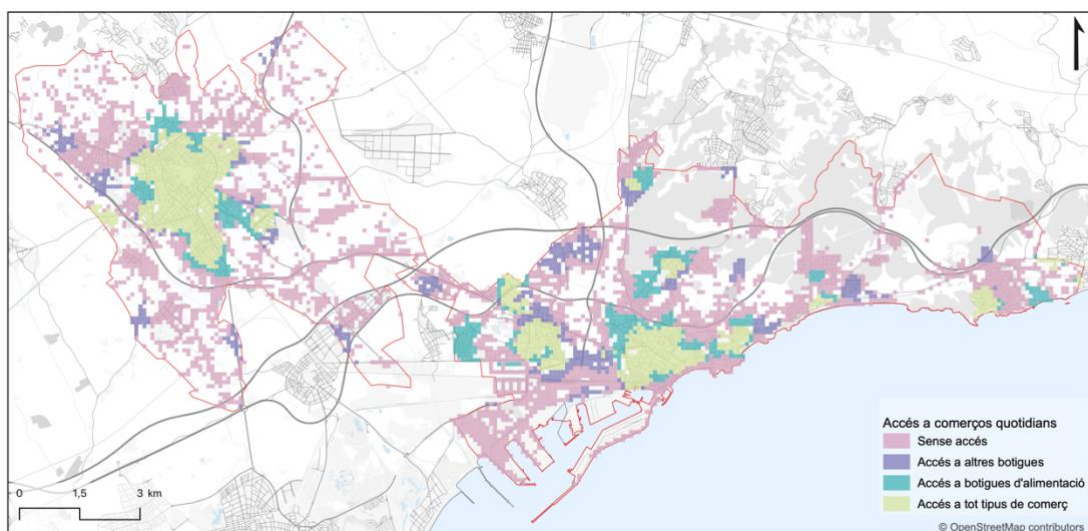 Accés a comerços quotidians
Sense accés
Accés a altres botigues
Accés a botigues d'alimentació
Accés a tot tipus de comerç
0 1,5 3 km
© OpenStreetMap contributors